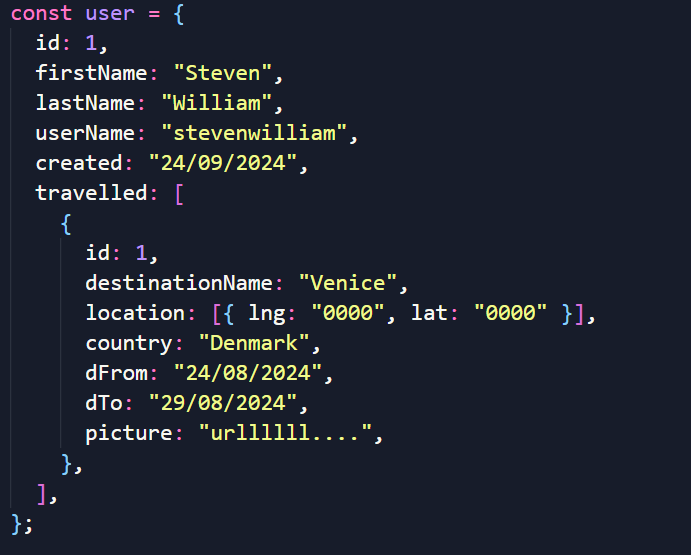 const user = {
  id: 1,
  firstName: "Steven",
  lastName: "William",
  userName: "stevenwilliam",
  created: "24/09/2024",
  travelled: [
    {
      id: 1,
      destinationName: "Venice",
      location: [{ lng: "0000", lat: "0000" }],
      country: "Denmark",
      dFrom: "24/08/2024",
      dTo: "29/08/2024",
      picture: "urlllllll....",
    },
  ],
};